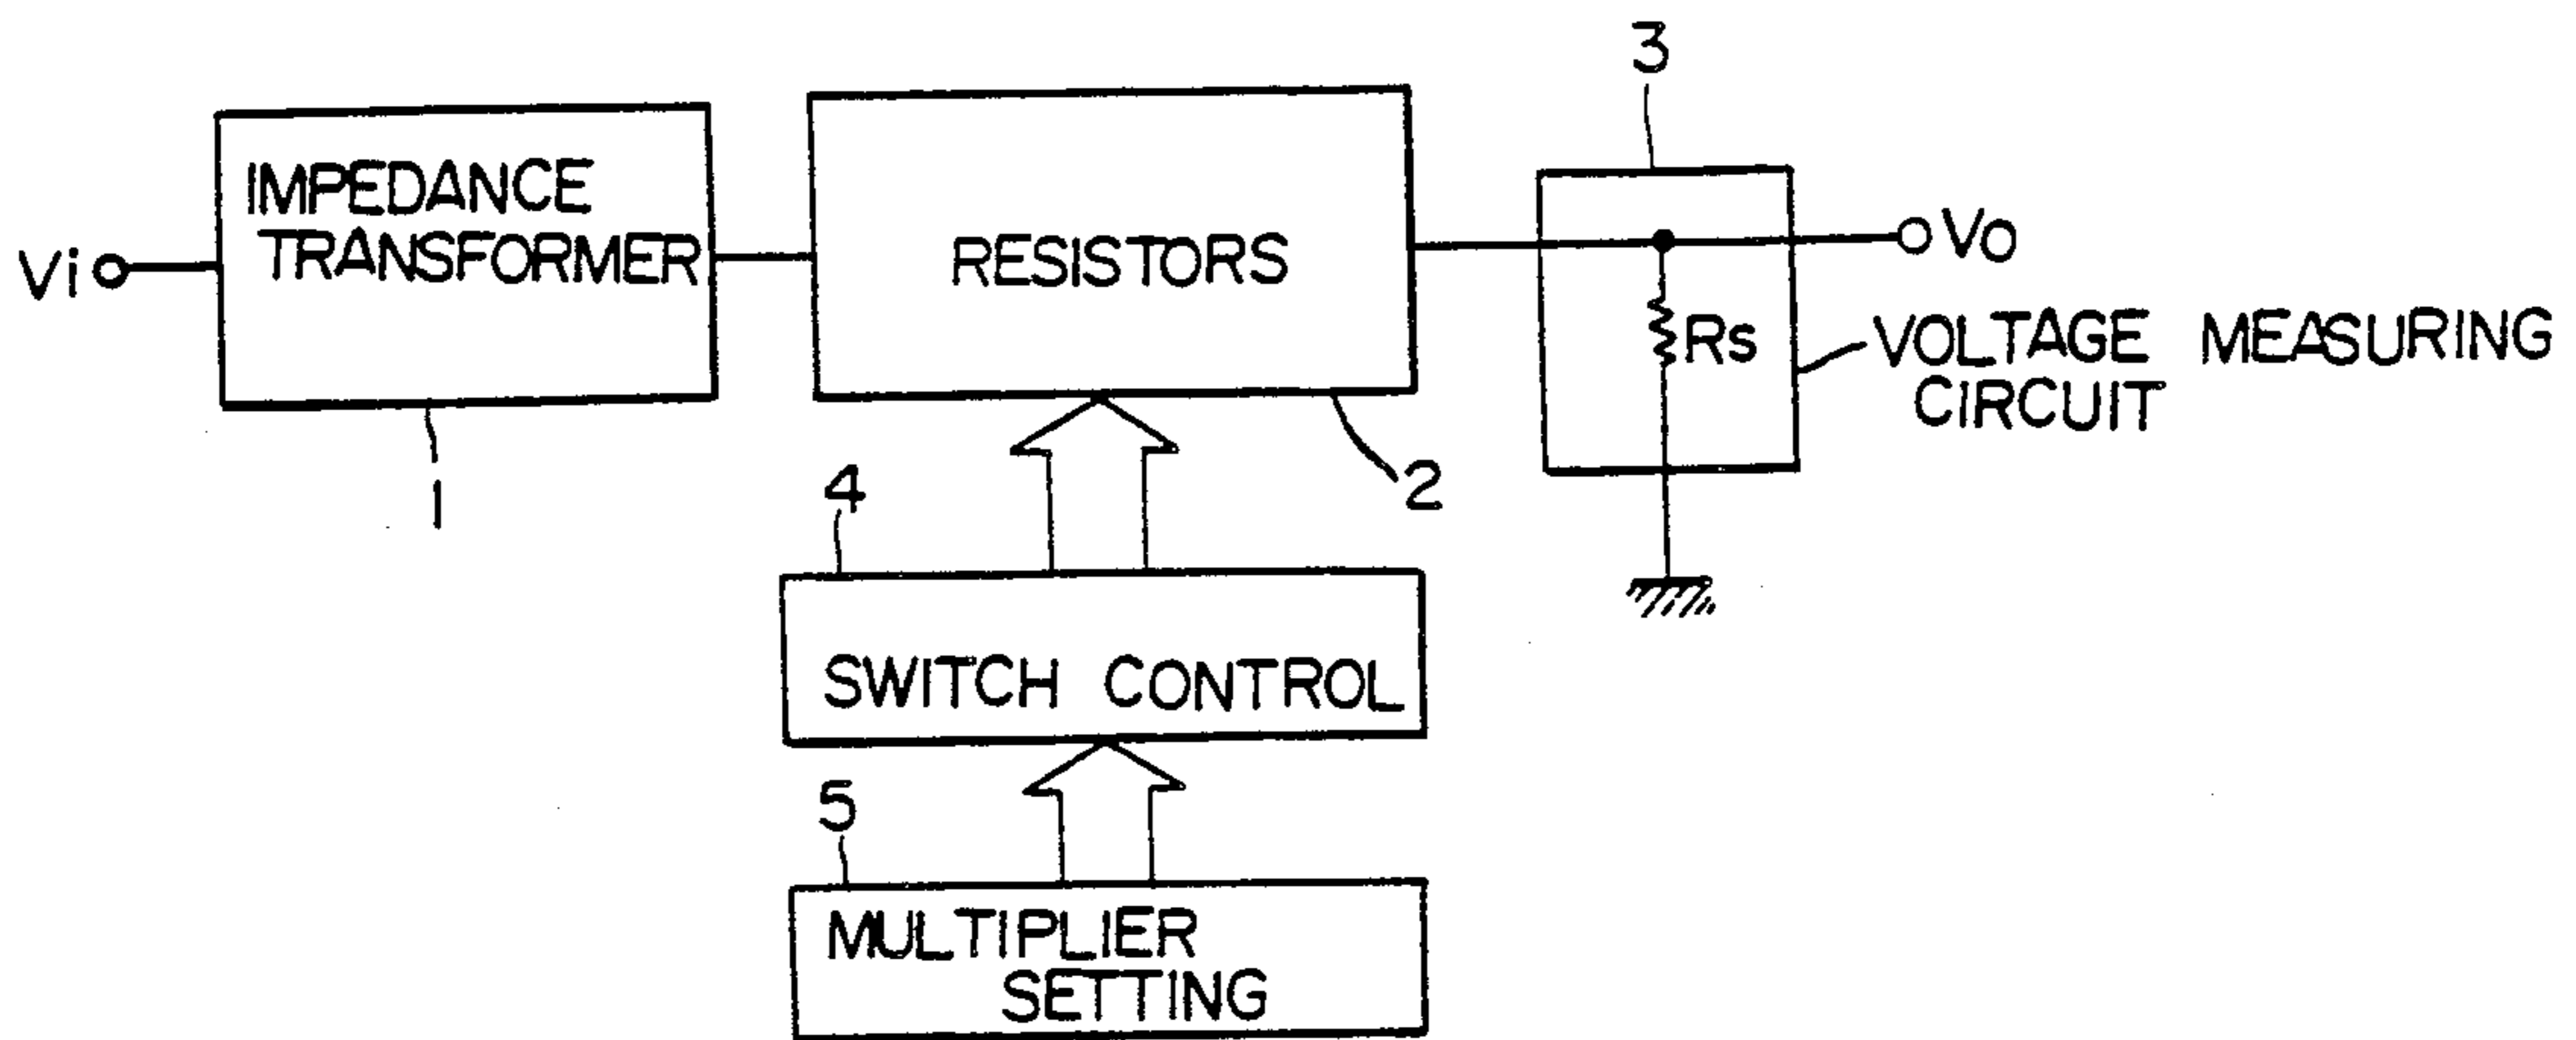 3
IMPEDANCE
TRANSFORMER
RESISTORS
Vi
Vo
Rs
VOLTAGE MEASURING
CIRCUIT
1
2
4
SWITCH CONTROL
5
MULTIPLIER
SETTING